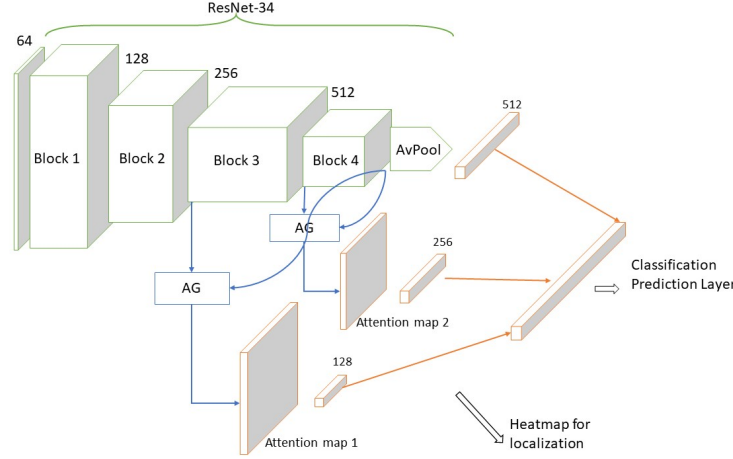 ResNet-34
64
128
256
512
512
Block 1
Block 2
Block 3
Block 4
AvPool
AG
256
AG
Classification
Prediction Layer
Attention map 2
128
Heatmap for
localization
Attention map 1